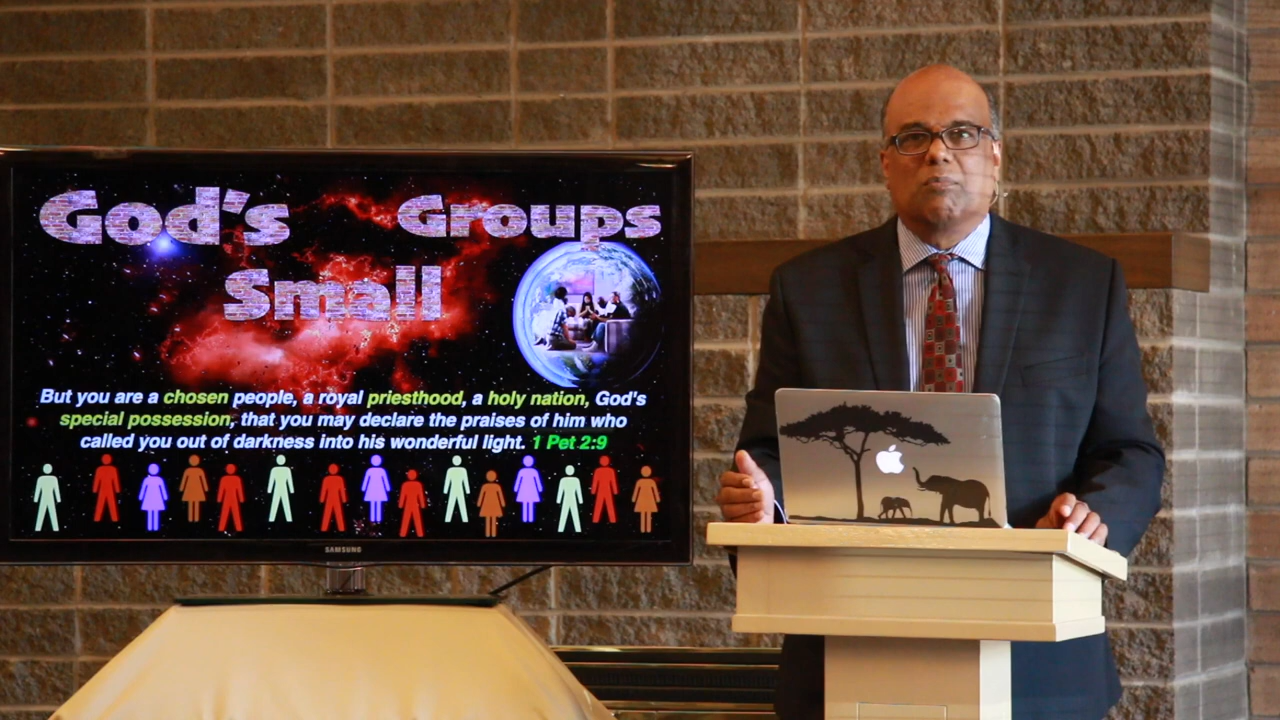 God's Groups
Small
But you are a chosen people, a royal priesthood, a holy nation, God's
special possession, that you may declare the praises of him who
called you out of darkness into his wonderful light. 1 Pet 2:9
SAMSUNG